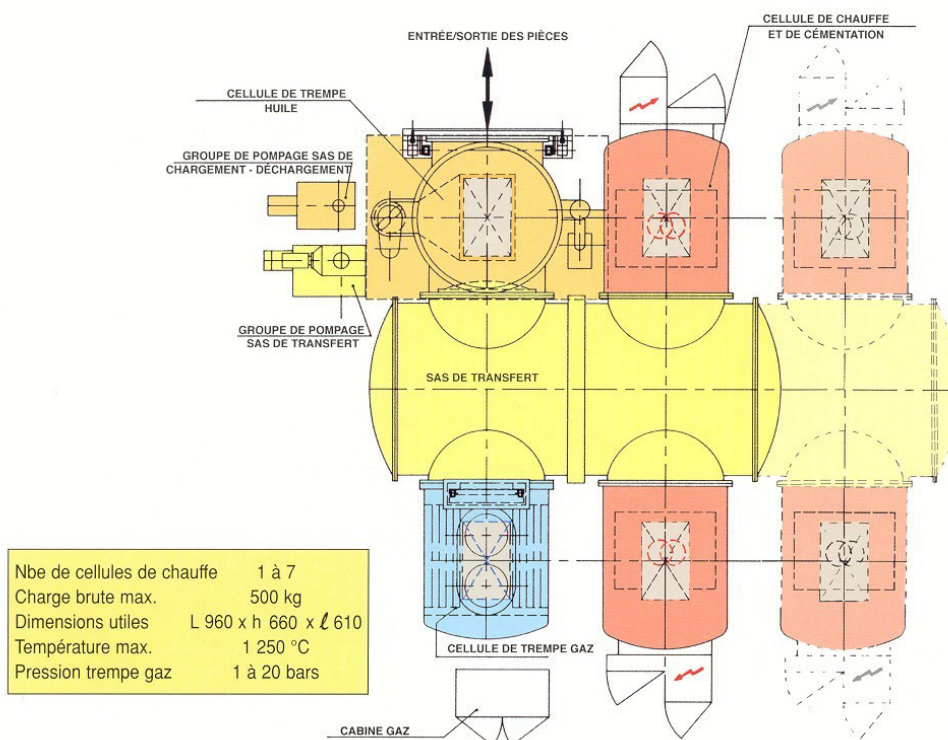 CELLULE DE CHAUFFE
ET DE CÉMENTATION
ENTRÉE/SORTIE DES PIÈCES
CELLULE DE TREMPE
HUILE
GROUPE DE POMPAGE SAS DE
CHARGEMENT - DÉCHARGEMENT
GROUPE DE POMPAGE
SAS DE TRANSFERT
SAS DE TRANSFERT
Nbe de cellules de chauffe 1 à 7
Charge brute max. 500 kg
Dimensions utiles L 960 x h 660 x ℓ 610
Température max. 1 250 °C
Pression trempe gaz 1 à 20 bars
CELLULE DE TREMPE GAZ
CABINE GAZ